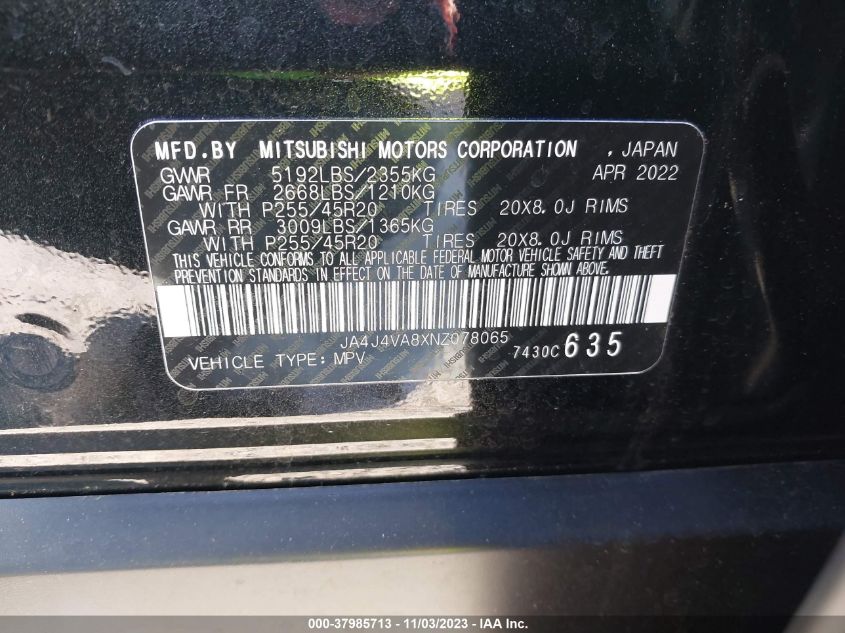 MFD.BY MITSUBISHI MOTORS CORPORATION , JAPAN
GVWR 5192LBS/2355KG APR 2022
GAWR FR 2668LBS/1210KG
WITH P255/45R20 TIRES 20X8.0J RIMS
GAWR RR 3009LBS/1365KG
WITH P255/45R20 TIRES 20X8.0J RIMS
THIS VEHICLE CONFORMS TO ALL APPLICABLE FEDERAL MOTOR VEHICLE SAFETY AND THEFT
PREVENTION STANDARDS IN EFFECT ON THE DATE OF MANUFACTURE SHOWN ABOVE.
JA4J4VA8XNZ078065
VEHICLE TYPE: MPV 7430C 635
000-37985713 - 11/03/2023 - IAA Inc.